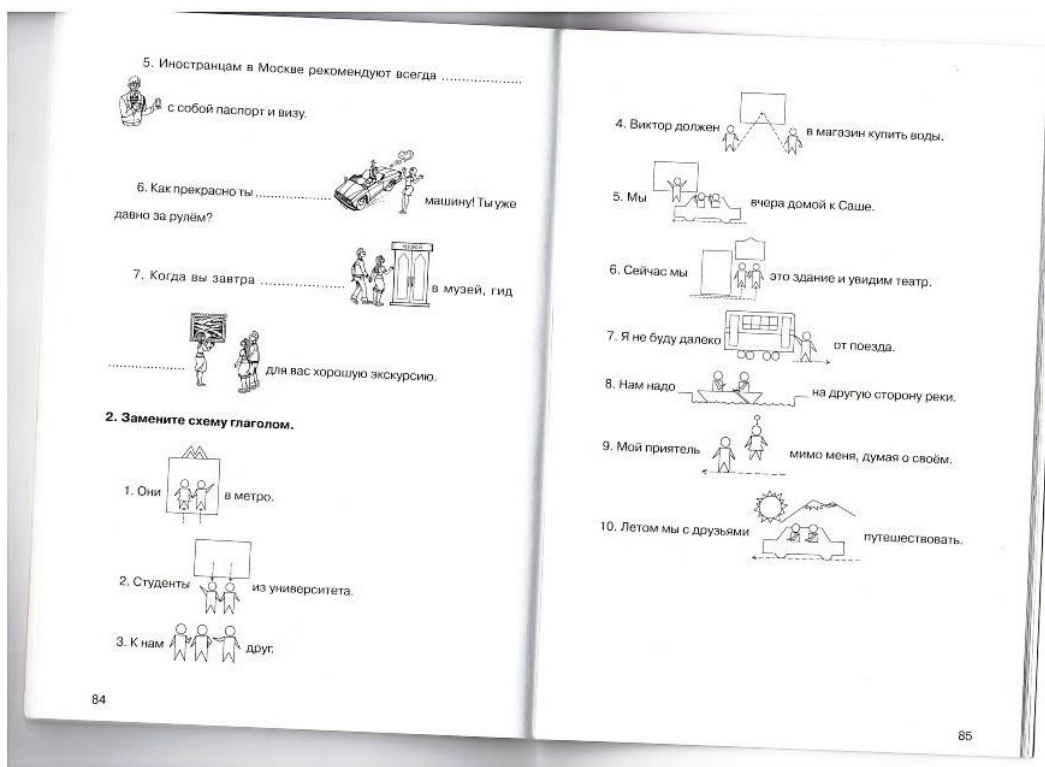 5. Иностранцам в Москве рекомендуют всегда ....................
с собой паспорт и визу.
6. Как прекрасно ты .................... машину! Ты уже
давно за рулём?
МУЗЕЙ
7. Когда вы завтра .................... в музей, гид
.................... для вас хорошую экскурсию.
2. Замените схему глаголом.
1. Они в метро.
2. Студенты из университета.
3. К нам друг.
84
4. Виктор должен в магазин купить воды.
5. Мы вчера домой к Саше.
6. Сейчас мы это здание и увидим театр.
7. Я не буду далеко от поезда.
8. Нам надо на другую сторону реки.
9. Мой приятель мимо меня, думая о своём.
10. Летом мы с друзьями путешествовать.
85